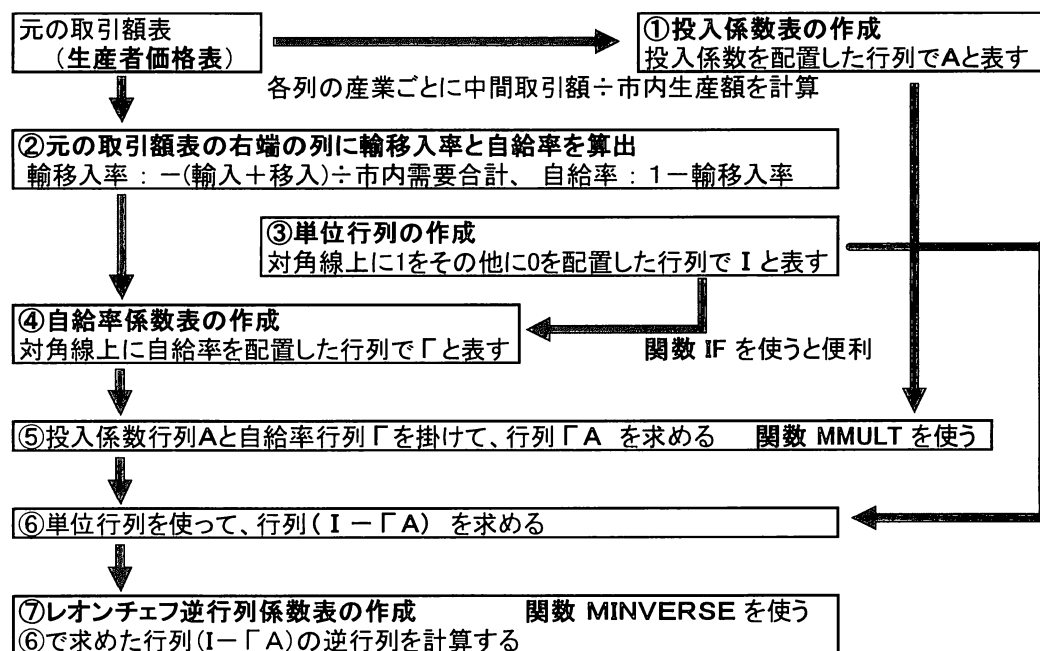 元の取引額表
(生産者価格表)
①投入係数表の作成
投入係数を配置した行列でAと表す
各列の産業ごとに中間取引額÷市内生産額を計算
②元の取引額表の右端の列に輸移入率と自給率を算出
輸移入率：－(輸入＋移入)÷市内需要合計、自給率：1－輸移入率
③単位行列の作成
対角線上に1をその他に0を配置した行列で I と表す
④自給率係数表の作成
対角線上に自給率を配置した行列でΓと表す
関数 IF を使うと便利
⑤投入係数行列Aと自給率行列Γを掛けて、行列ΓA を求める 関数 MMULT を使う
⑥単位行列を使って、行列(I－ΓA) を求める
⑦レオンチェフ逆行列係数表の作成 関数 MINVERSE を使う
⑥で求めた行列(I－ΓA)の逆行列を計算する